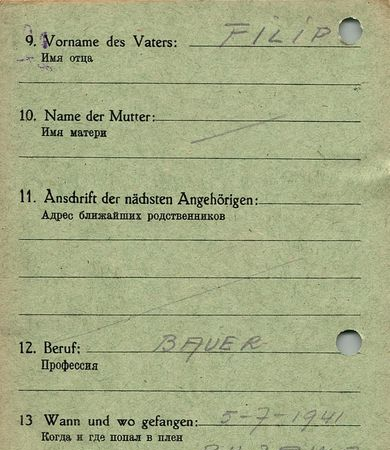 9. Vorname des Vaters: FILIP
Имя отца
10. Name der Mutter:
Имя матери
11. Anschrift der nächsten Angehörigen:
Адрес ближайших родственников
12. Beruf: BAUER
Профессия
13 Wann und wo gefangen: 5-7-1941
Когда и где попал в плен